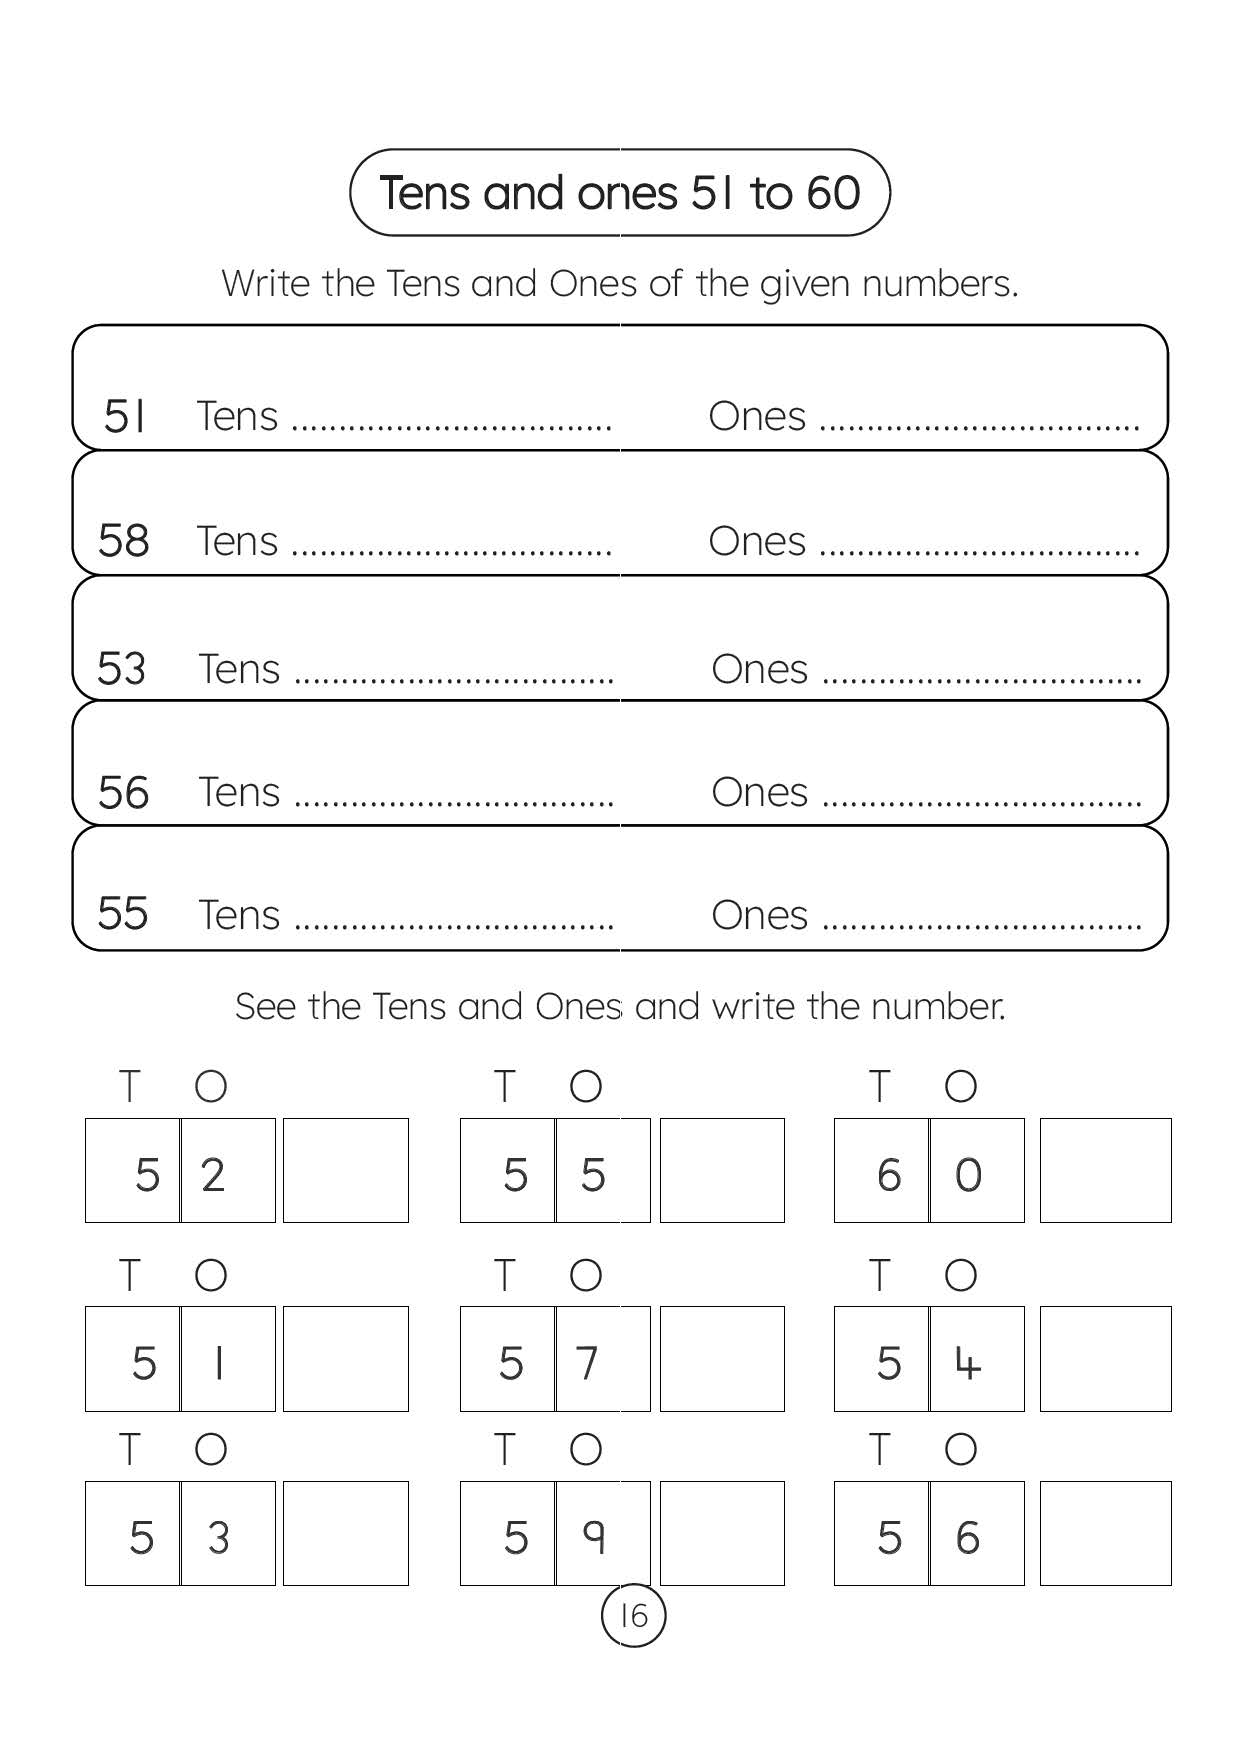 Tens and ones 51 to 60
Write the Tens and Ones of the given numbers.
51 Tens .................................. Ones ..................................
58 Tens .................................. Ones ..................................
53 Tens .................................. Ones ..................................
56 Tens .................................. Ones ..................................
55 Tens .................................. Ones ..................................
See the Tens and Ones and write the number.
T O T O T O
5 2 5 5 6 0
T O T O T O
5 1 5 7 5 4
T O T O T O
5 3 5 9 5 6
16